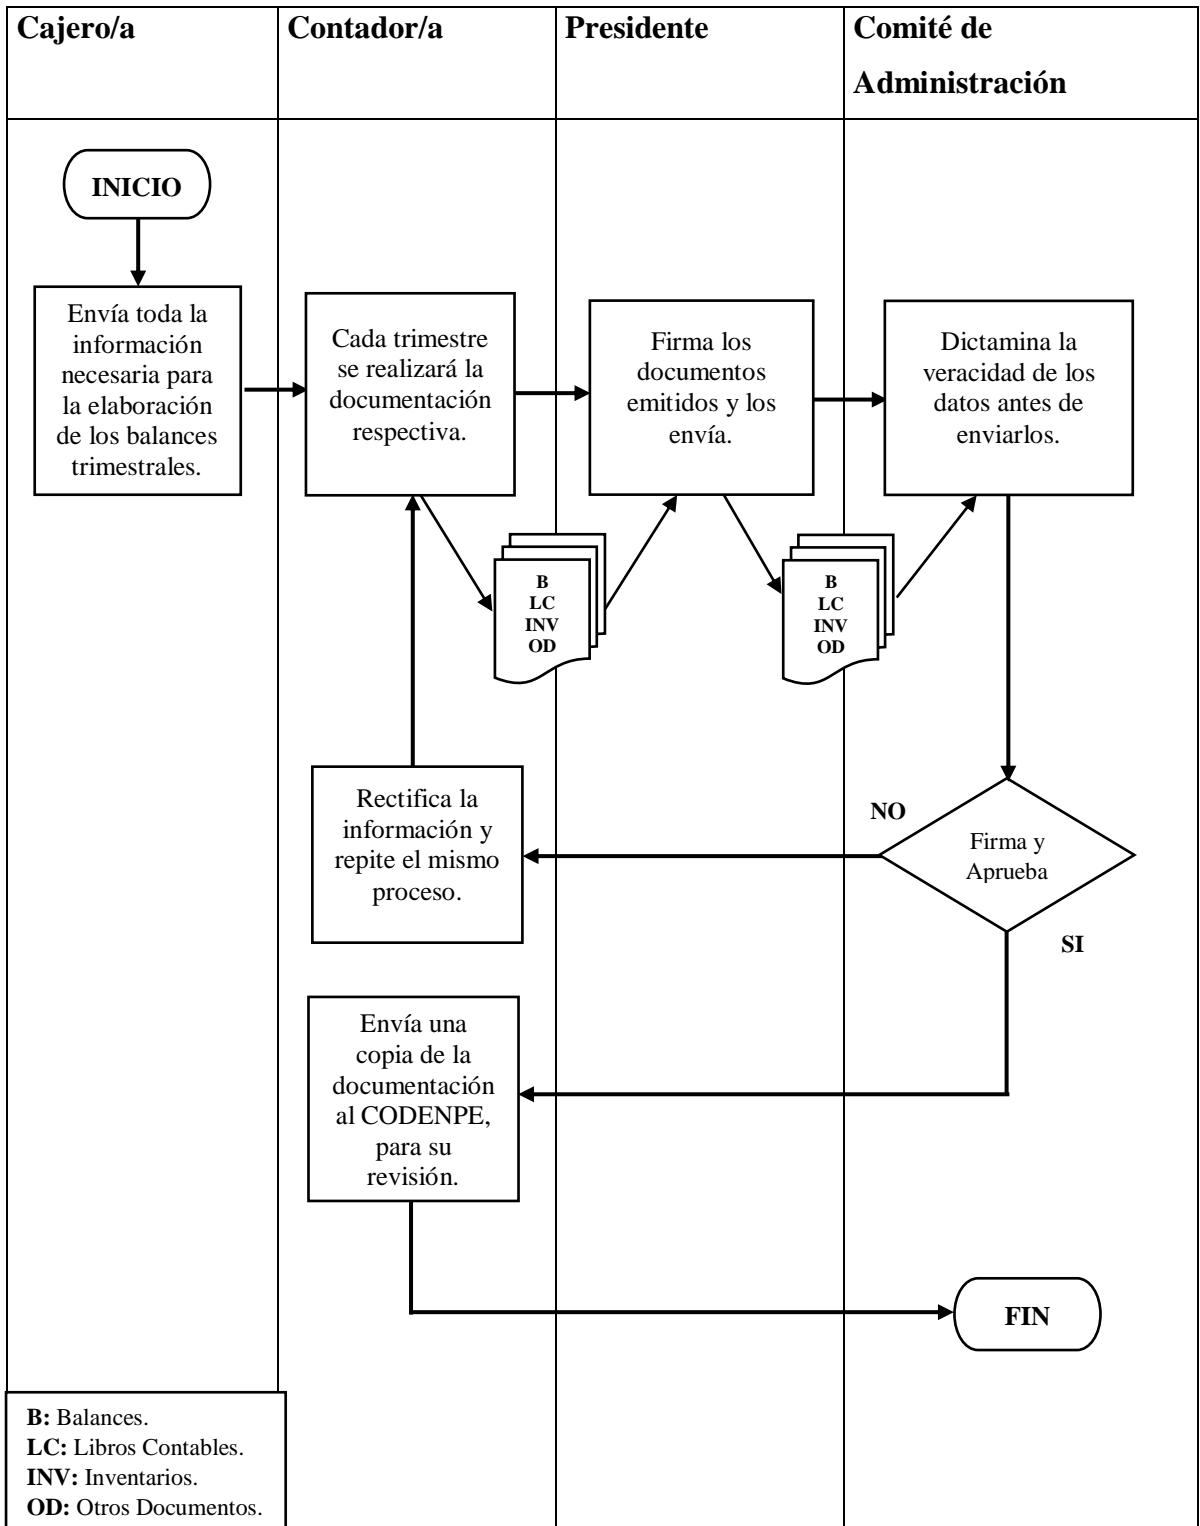 Cajero/a
Contador/a
Presidente
Comité de
Administración
INICIO
Envía toda la
información
necesaria para
la elaboración
de los balances
trimestrales.
Cada trimestre
se realizará la
documentación
respectiva.
Firma los
documentos
emitidos y los
envía.
Dictamina la
veracidad de los
datos antes de
enviarlos.
B
LC
INV
OD
B
LC
INV
OD
Rectifica la
información y
repite el mismo
proceso.
NO
Firma y
Aprueba
SI
Envía una
copia de la
documentación
al CODENPE,
para su
revisión.
FIN
B: Balances.
LC: Libros Contables.
INV: Inventarios.
OD: Otros Documentos.